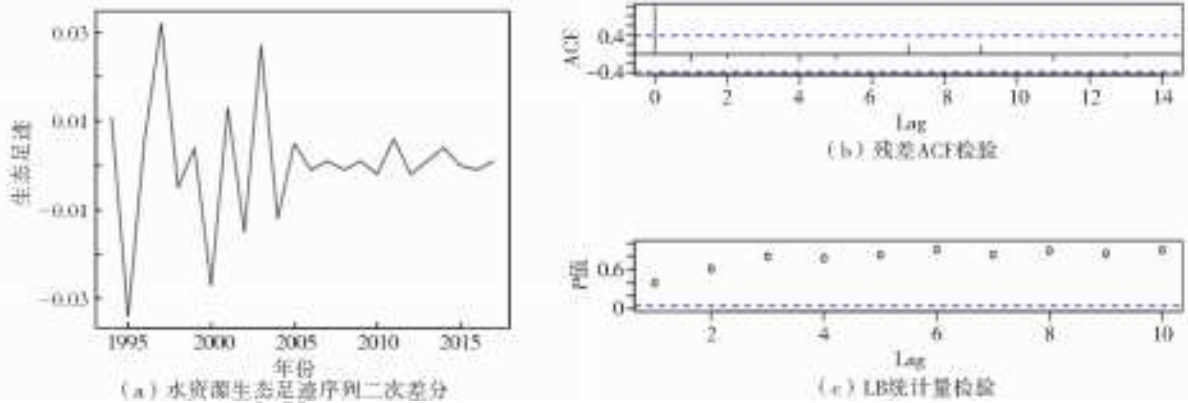 0.03
0.01
-0.01
-0.03
生态足迹
1995 2000 2005 2010 2015
年份
(a)水资源生态足迹序列二次差分
ACF
0.4
-0.4
0 2 4 6 8 10 12 14
Lag
(b)残差ACF检验
P值
0.6
0
2 4 6 8 10
Lag
(c)LB统计量检验